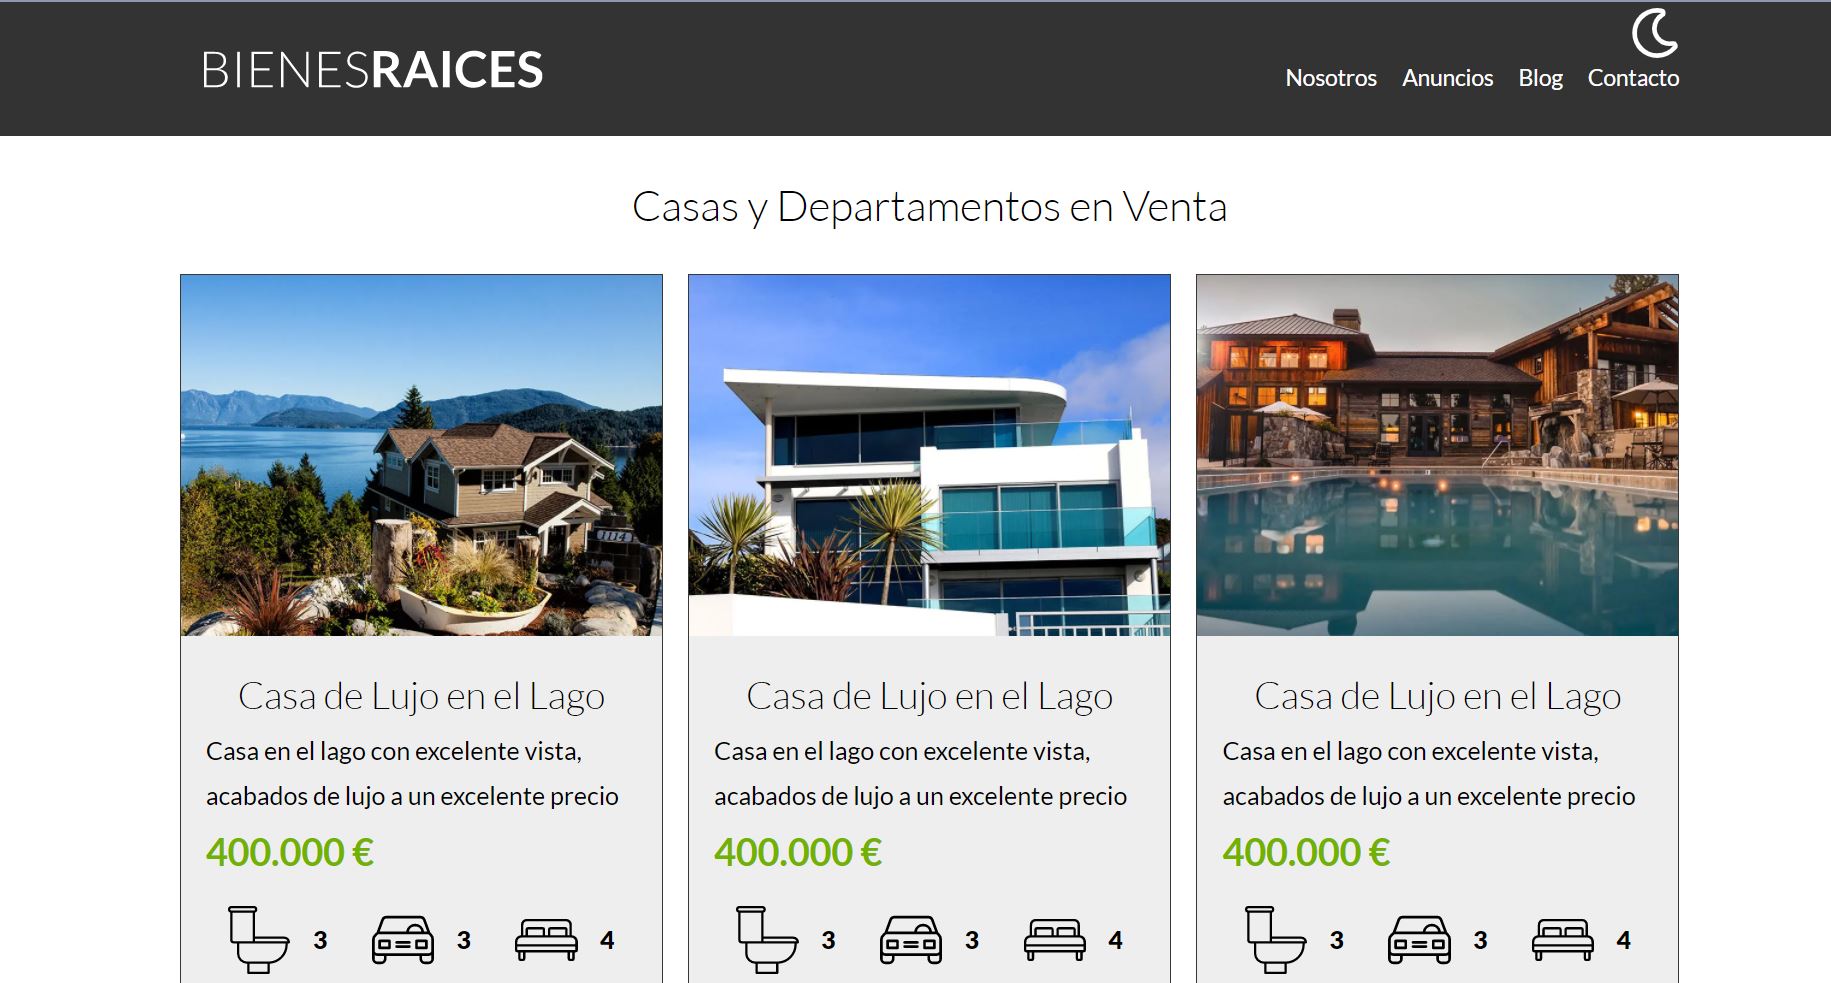 BIENESRAICES
Nosotros Anuncios Blog Contacto
Casas y Departamentos en Venta
1114
Casa de Lujo en el Lago
Casa en el lago con excelente vista,
acabados de lujo a un excelente precio
400.000 €
3 3 4
Casa de Lujo en el Lago
Casa en el lago con excelente vista,
acabados de lujo a un excelente precio
400.000 €
3 3 4
Casa de Lujo en el Lago
Casa en el lago con excelente vista,
acabados de lujo a un excelente precio
400.000 €
3 3 4